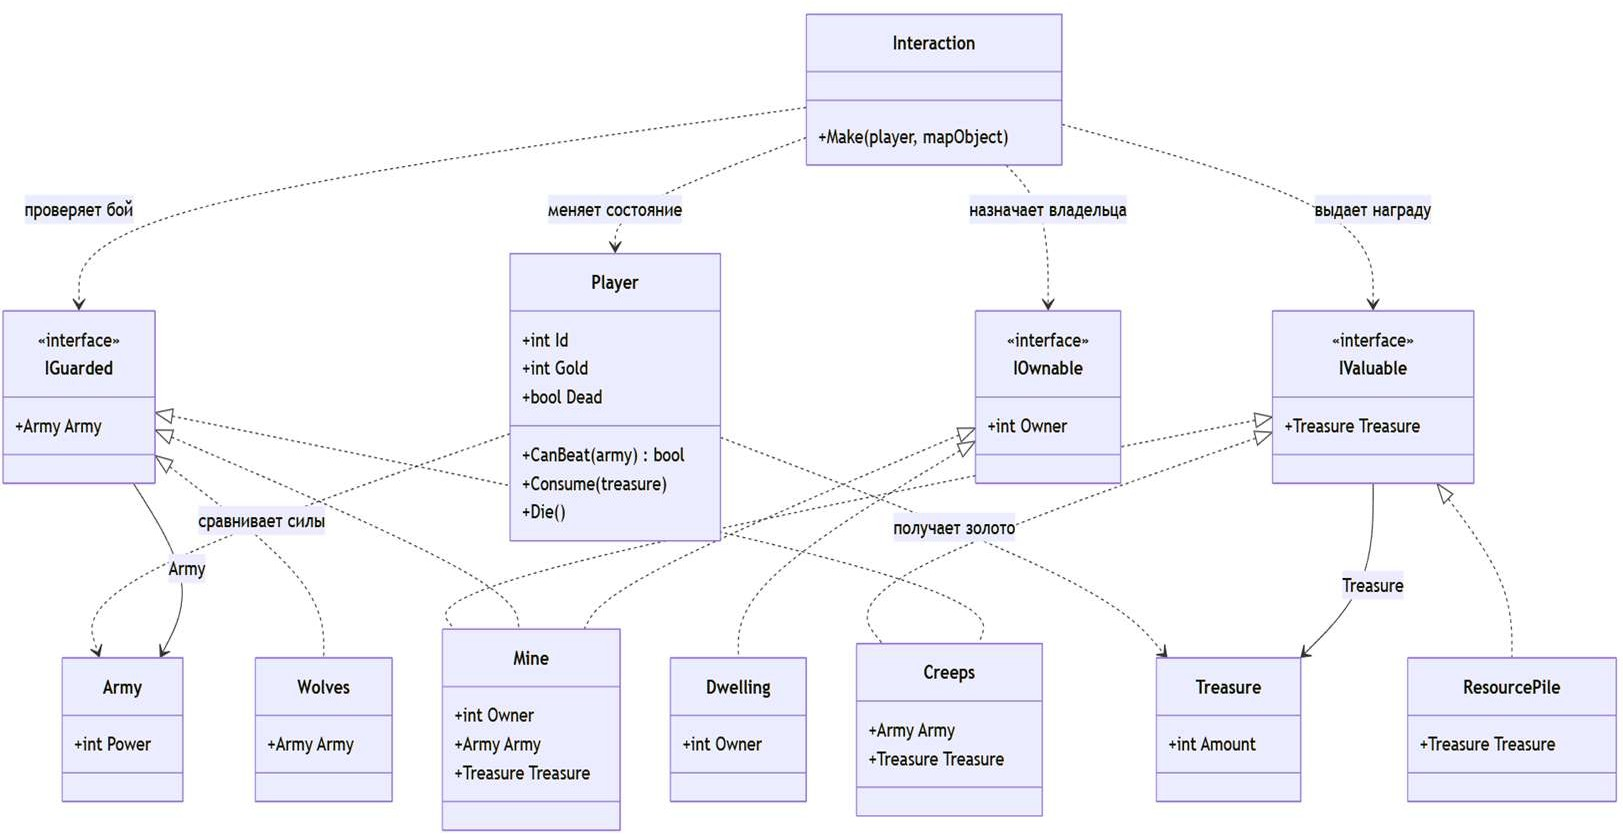 Interaction
+Make(player, mapObject)
проверяет бой
меняет состояние
назначает владельца
выдает награду
«interface»
IGuarded
+Army Army
Player
+int Id
+int Gold
+bool Dead
+CanBeat(army) : bool
+Consume(treasure)
+Die()
«interface»
IOwnable
+int Owner
«interface»
IValuable
+Treasure Treasure
сравнивает силы
получает золото
Army
Treasure
Army
+int Power
Wolves
+Army Army
Mine
+int Owner
+Army Army
+Treasure Treasure
Dwelling
+int Owner
Creeps
+Army Army
+Treasure Treasure
Treasure
+int Amount
ResourcePile
+Treasure Treasure